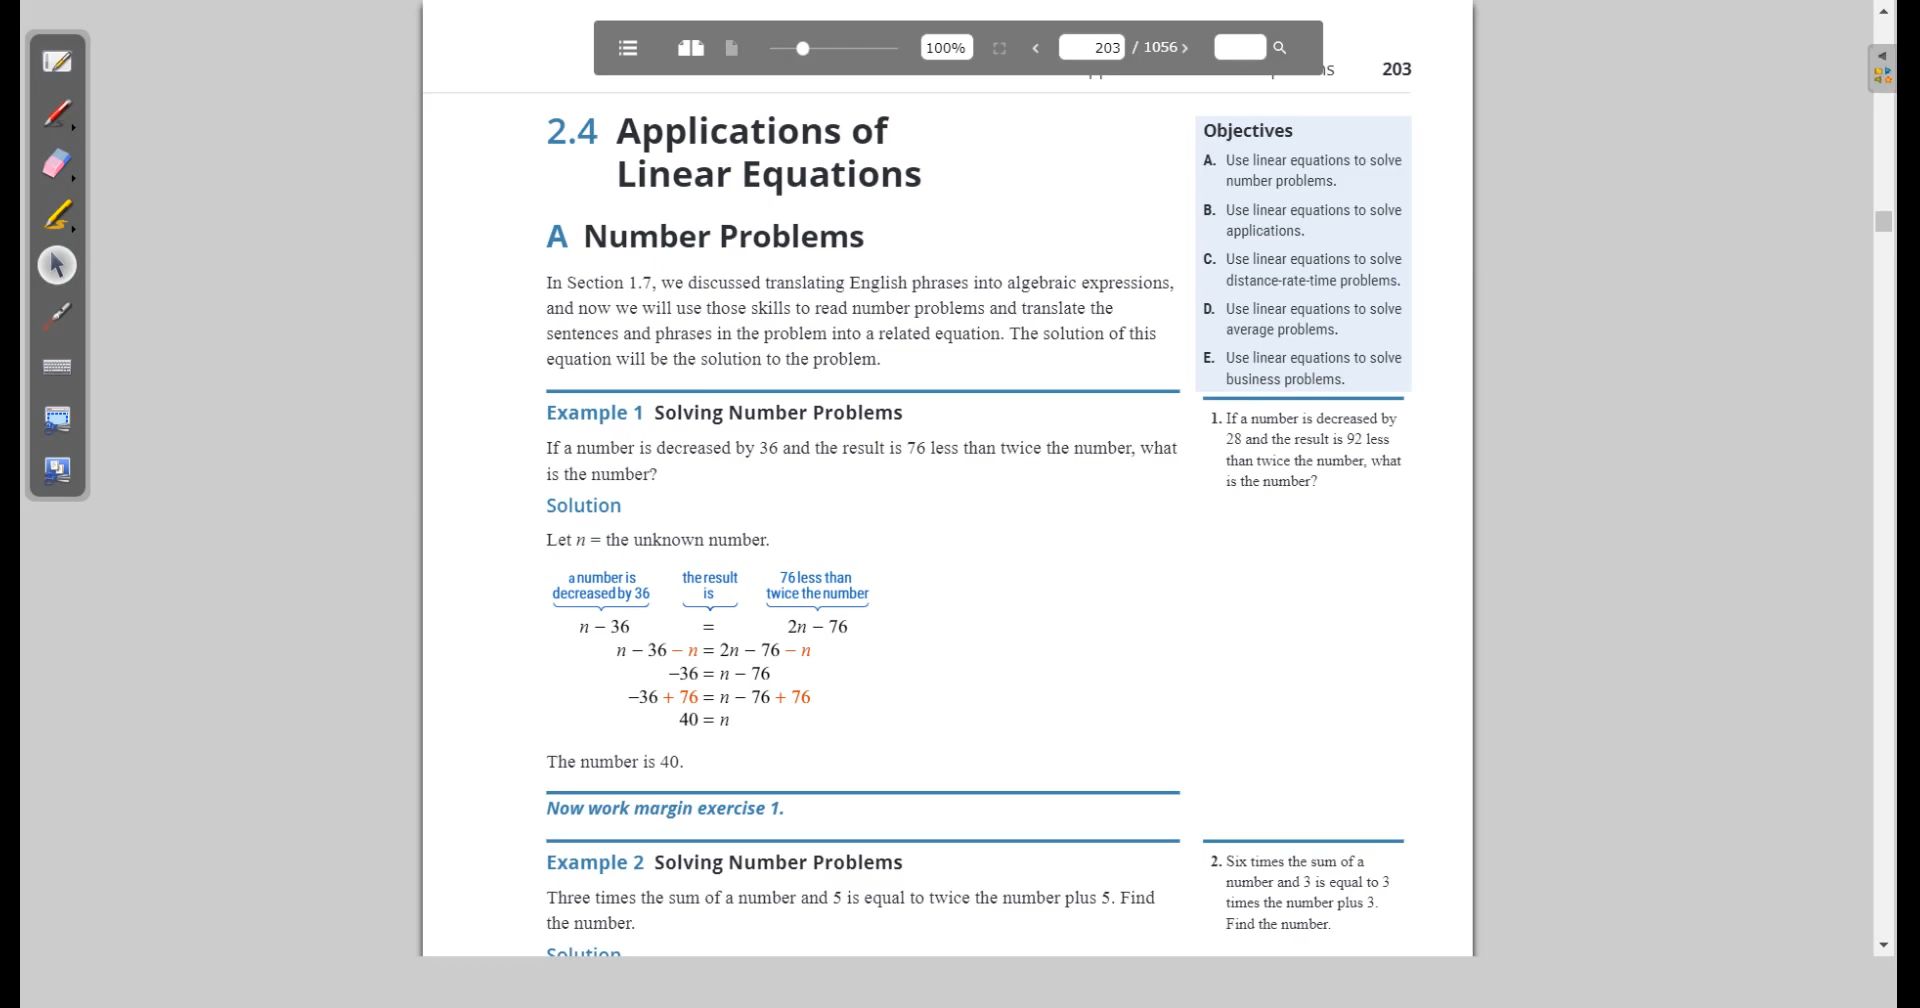 100%
203 / 1056
203
2.4 Applications of
Linear Equations
A Number Problems
In Section 1.7, we discussed translating English phrases into algebraic expressions,
and now we will use those skills to read number problems and translate the
sentences and phrases in the problem into a related equation. The solution of this
equation will be the solution to the problem.
Example 1 Solving Number Problems
If a number is decreased by 36 and the result is 76 less than twice the number, what
is the number?
Solution
Let n = the unknown number.
a number is the result 76 less than
decreased by 36 is twice the number
n − 36 = 2n − 76
n − 36 − n = 2n − 76 − n
−36 = n − 76
−36 + 76 = n − 76 + 76
40 = n
The number is 40.
Now work margin exercise 1.
Example 2 Solving Number Problems
Three times the sum of a number and 5 is equal to twice the number plus 5. Find
the number.
Solution
Objectives
A. Use linear equations to solve
number problems.
B. Use linear equations to solve
applications.
C. Use linear equations to solve
distance-rate-time problems.
D. Use linear equations to solve
average problems.
E. Use linear equations to solve
business problems.
1. If a number is decreased by
28 and the result is 92 less
than twice the number, what
is the number?
2. Six times the sum of a
number and 3 is equal to 3
times the number plus 3.
Find the number.